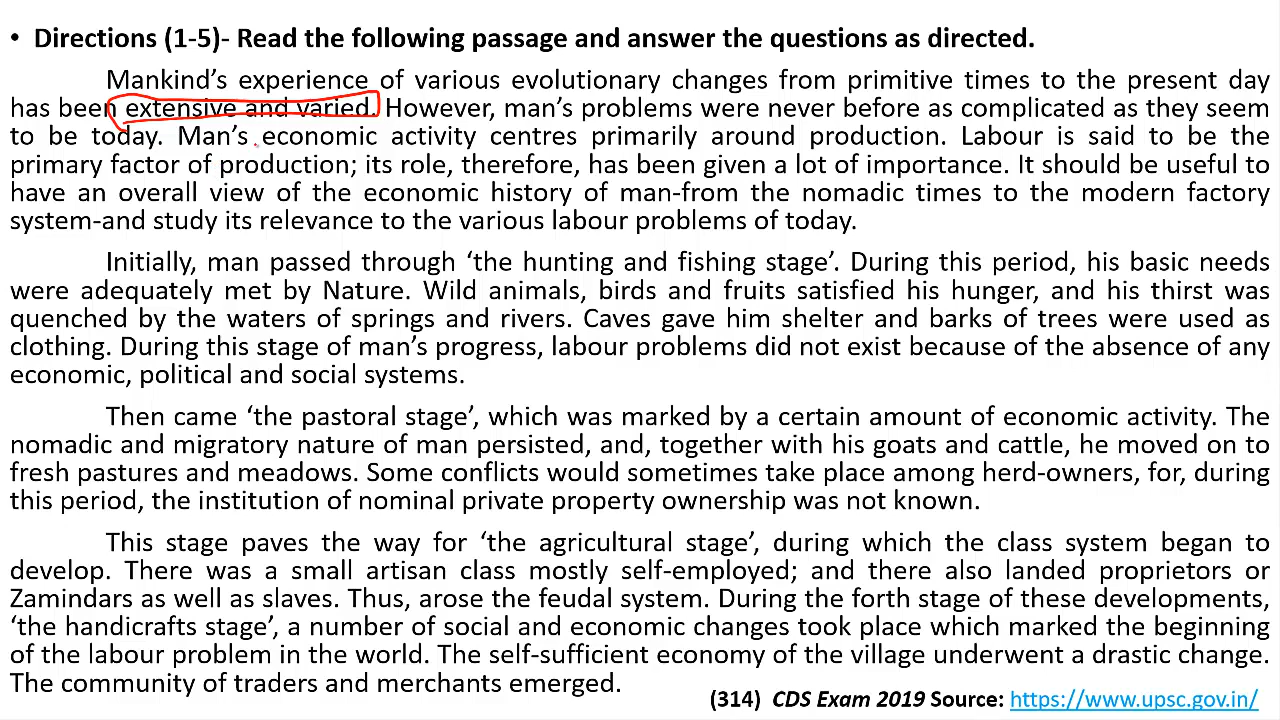 • Directions (1-5)- Read the following passage and answer the questions as directed.
Mankind's experience of various evolutionary changes from primitive times to the present day
has been extensive and varied. However, man's problems were never before as complicated as they seem
to be today. Man's economic activity centres primarily around production. Labour is said to be the
primary factor of production; its role, therefore, has been given a lot of importance. It should be useful to
have an overall view of the economic history of man-from the nomadic times to the modern factory
system-and study its relevance to the various labour problems of today.
Initially, man passed through 'the hunting and fishing stage'. During this period, his basic needs
were adequately met by Nature. Wild animals, birds and fruits satisfied his hunger, and his thirst was
quenched by the waters of springs and rivers. Caves gave him shelter and barks of trees were used as
clothing. During this stage of man's progress, labour problems did not exist because of the absence of any
economic, political and social systems.
Then came 'the pastoral stage', which was marked by a certain amount of economic activity. The
nomadic and migratory nature of man persisted, and, together with his goats and cattle, he moved on to
fresh pastures and meadows. Some conflicts would sometimes take place among herd-owners, for, during
this period, the institution of nominal private property ownership was not known.
This stage paves the way for 'the agricultural stage', during which the class system began to
develop. There was a small artisan class mostly self-employed; and there also landed proprietors or
Zamindars as well as slaves. Thus, arose the feudal system. During the forth stage of these developments,
'the handicrafts stage', a number of social and economic changes took place which marked the beginning
of the labour problem in the world. The self-sufficient economy of the village underwent a drastic change.
The community of traders and merchants emerged.
(314) CDS Exam 2019 Source: https://www.upsc.gov.in/